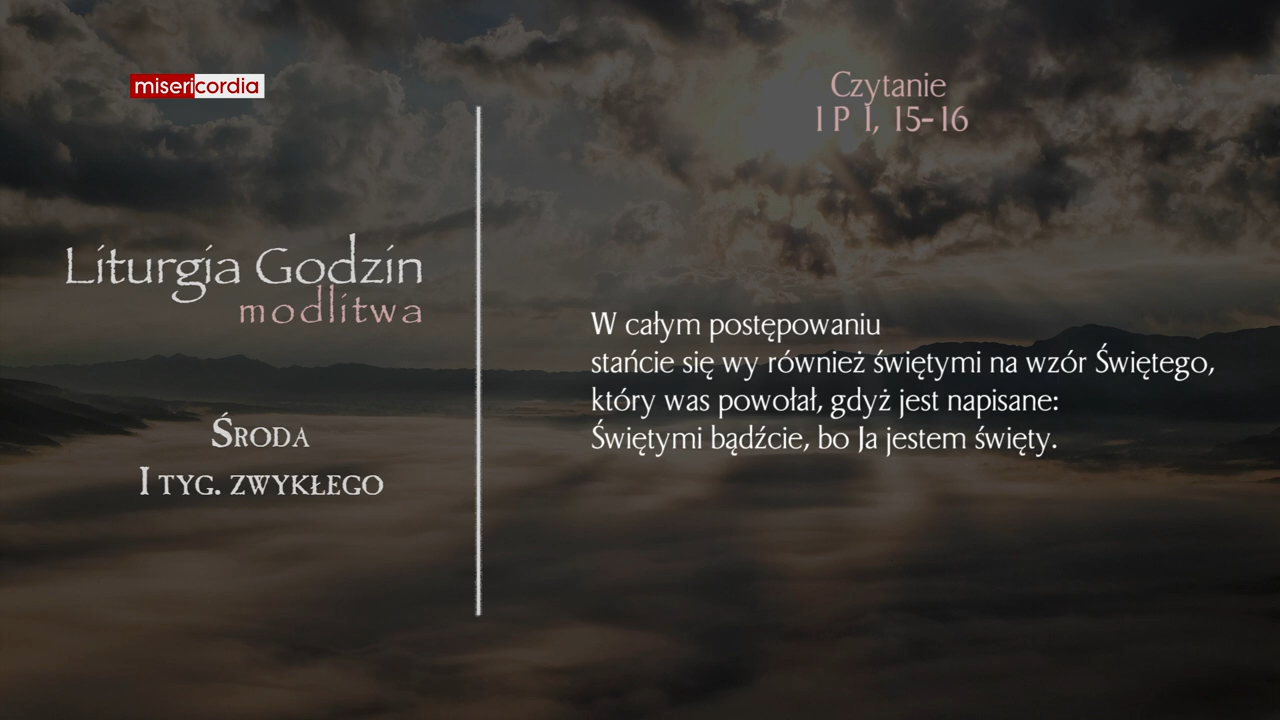 misericordia
Liturgia Godzin
modlitwa
Środa
I tyg. zwykłego
Czytanie
1 P 1, 15-16
W całym postępowaniu
stańcie się wy również świętymi na wzór Świętego,
który was powołał, gdyż jest napisane:
Świętymi bądźcie, bo Ja jestem święty.